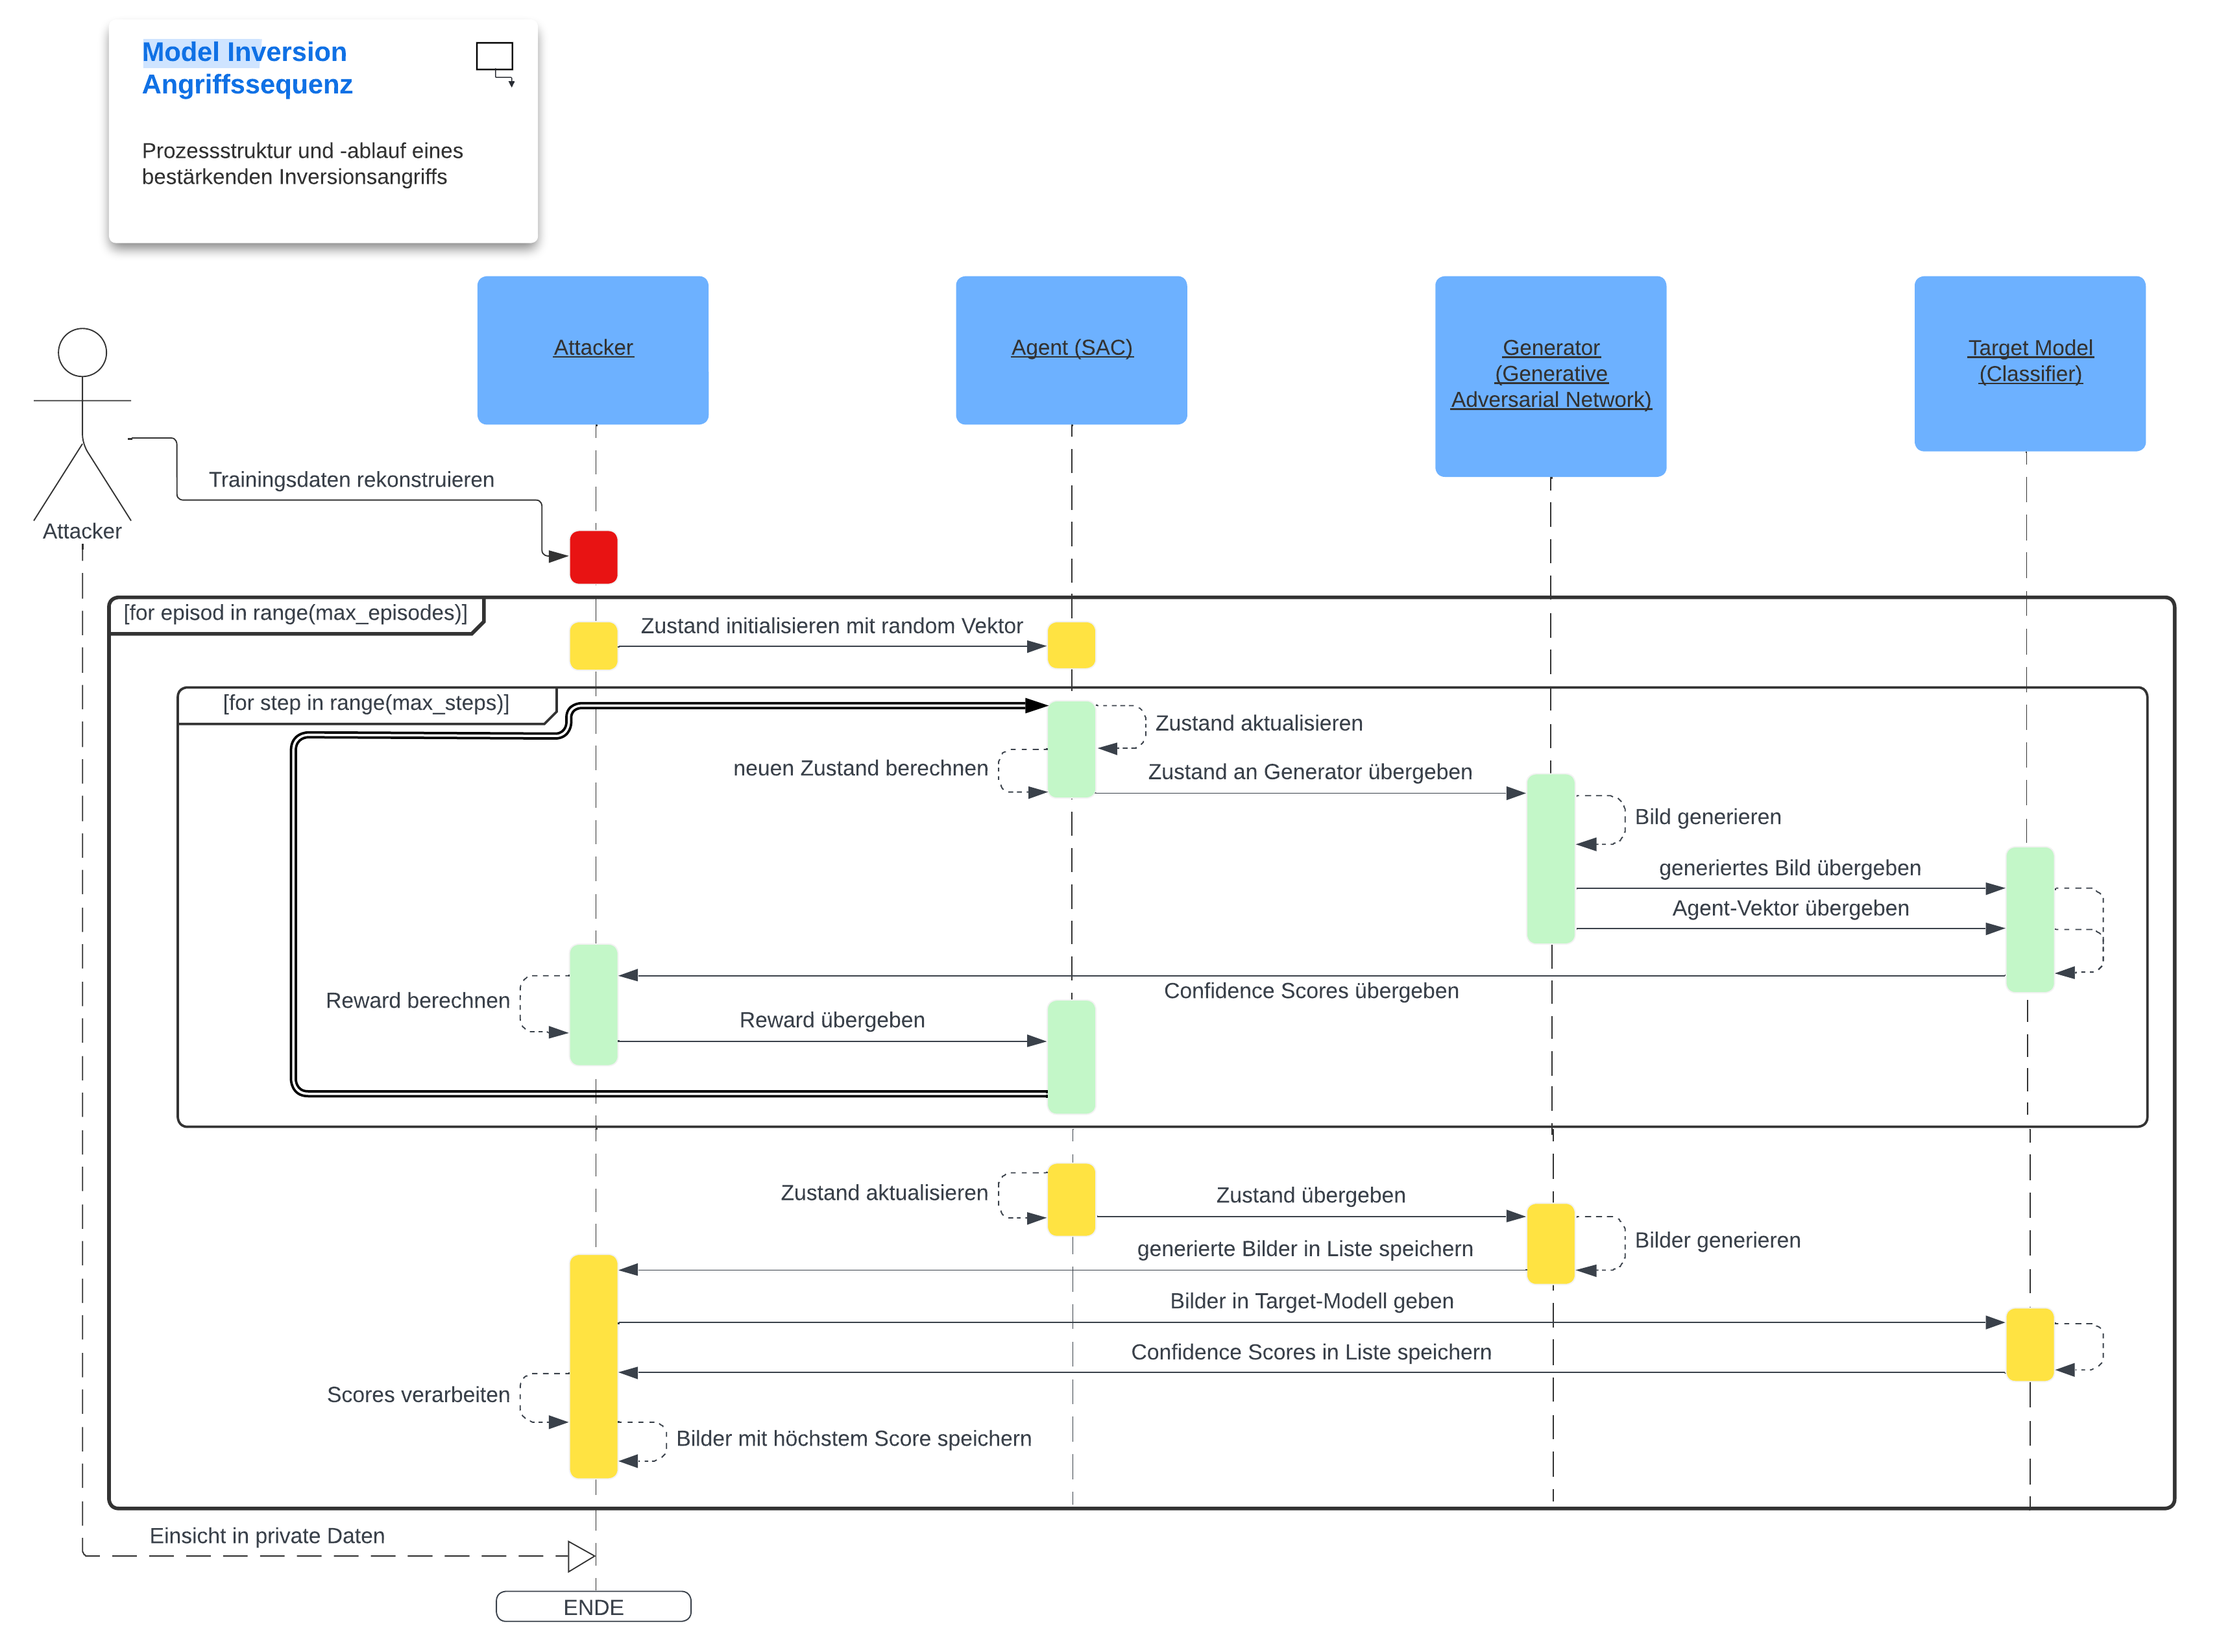 Model Inversion
Angriffssequenz
Prozessstruktur und -ablauf eines
bestärkenden Inversionsangriffs
Attacker
Agent (SAC)
Generator
(Generative
Adversarial Network)
Target Model
(Classifier)
Attacker
Trainingsdaten rekonstruieren
[for episod in range(max_episodes)]
Zustand initialisieren mit random Vektor
[for step in range(max_steps)]
Zustand aktualisieren
neuen Zustand berechnen
Zustand an Generator übergeben
Bild generieren
generiertes Bild übergeben
Agent-Vektor übergeben
Confidence Scores übergeben
Reward berechnen
Reward übergeben
Zustand aktualisieren
Zustand übergeben
Bilder generieren
generierte Bilder in Liste speichern
Bilder in Target-Modell geben
Confidence Scores in Liste speichern
Scores verarbeiten
Bilder mit höchstem Score speichern
Einsicht in private Daten
ENDE